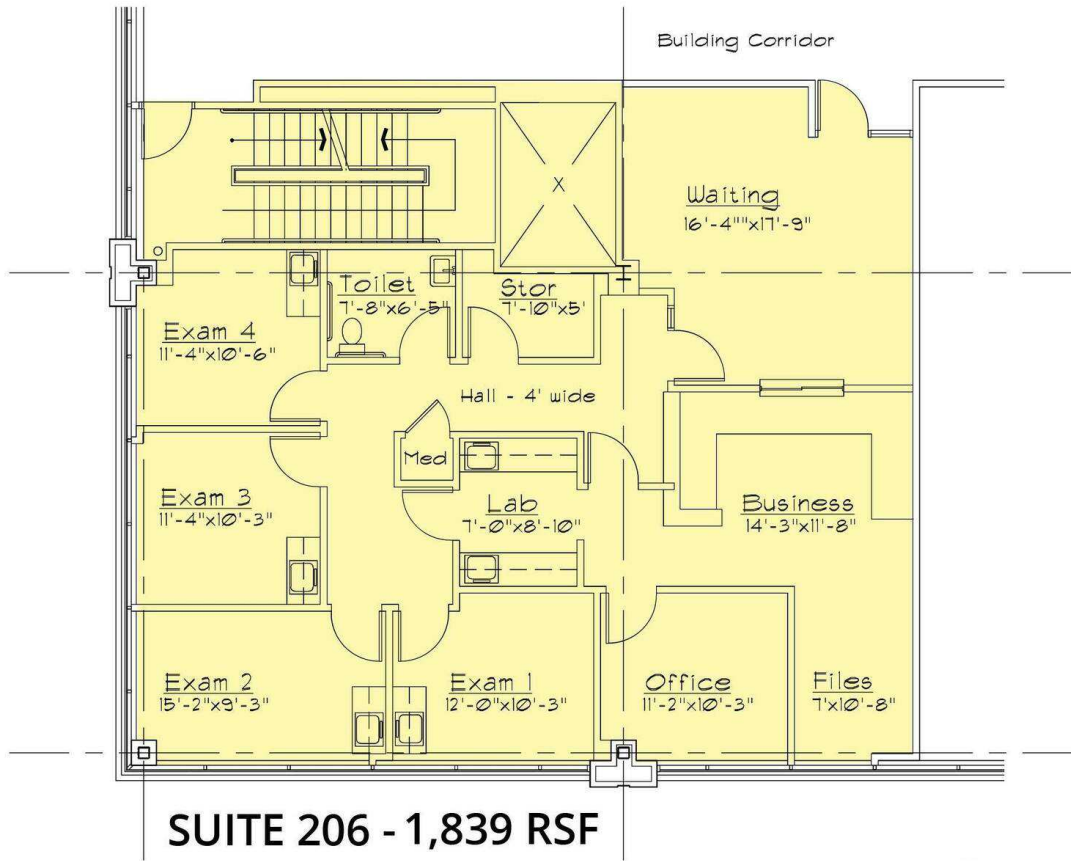 Building Corridor
Waiting
16'-4""x17'-9"
X
Toilet
7'-8"x6'-5"
Stor
7'-10"x5'
Exam 4
11'-4"x10'-6"
Hall - 4' wide
Med
Exam 3
11'-4"x10'-3"
Lab
7'-0"x8'-10"
Business
14'-3"x11'-8"
Exam 2
15'-2"x9'-3"
Exam 1
12'-0"x10'-3"
Office
11'-2"x10'-3"
Files
7'x10'-8"
SUITE 206 - 1,839 RSF